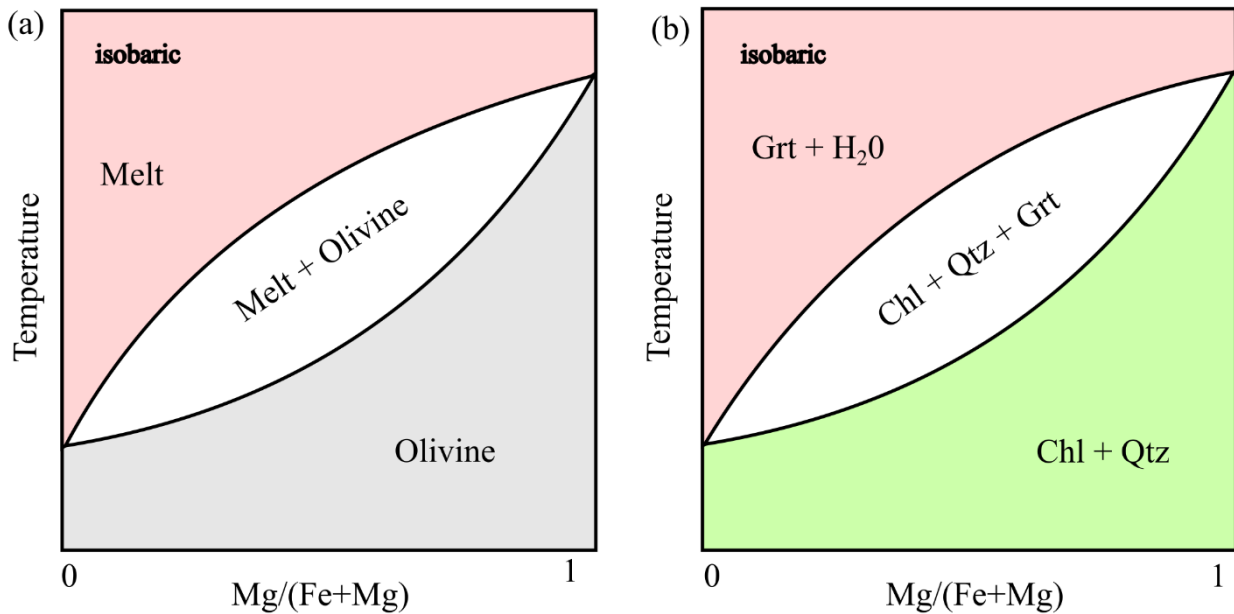 (a)
isobaric
Melt
Melt + Olivine
Olivine
Temperature
0
1
Mg/(Fe+Mg)
(b)
isobaric
Grt + H₂0
Chl + Qtz + Grt
Chl + Qtz
Temperature
0
1
Mg/(Fe+Mg)